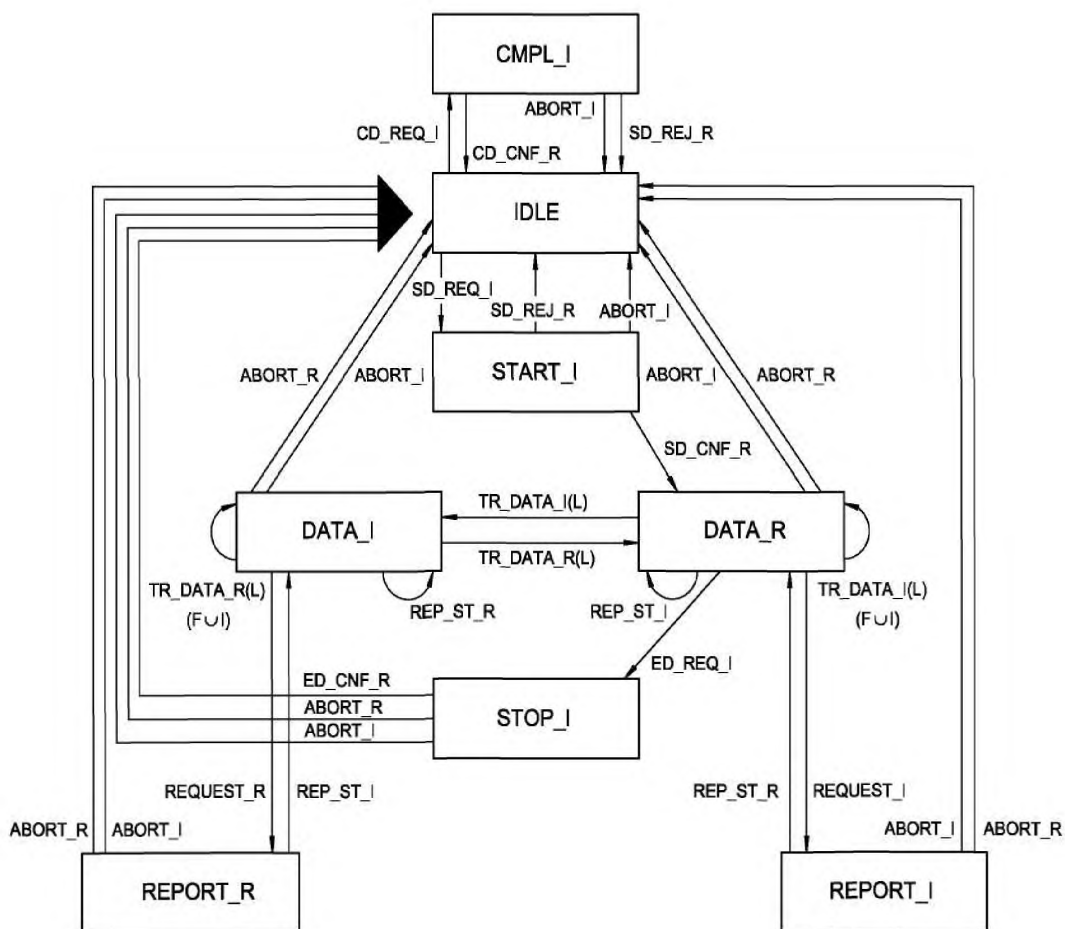 CMPL_I
ABORT_I
CD_REQ_I
SD_REJ_R
CD_CNF_R
IDLE
SD_REQ_I
SD_REJ_R
ABORT_I
ABORT_R
ABORT_I
START_I
ABORT_I
ABORT_R
SD_CNF_R
DATA_I
TR_DATA_I(L)
TR_DATA_R(L)
DATA_R
TR_DATA_R(L)
(F∪I)
REP_ST_R
REP_ST_I
TR_DATA_I(L)
(F∪I)
ED_REQ_I
ED_CNF_R
ABORT_R
ABORT_I
STOP_I
REQUEST_R
REP_ST_I
REP_ST_R
REQUEST_I
ABORT_R
ABORT_I
ABORT_I
ABORT_R
REPORT_R
REPORT_I